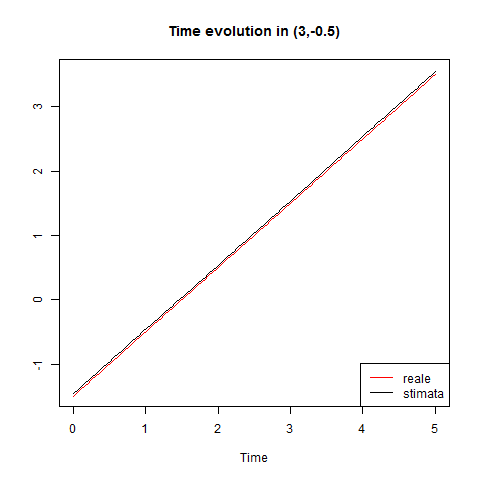 Time evolution in (3,-0.5)
3
2
1
0
-1
reale
stimata
0 1 2 3 4 5
Time